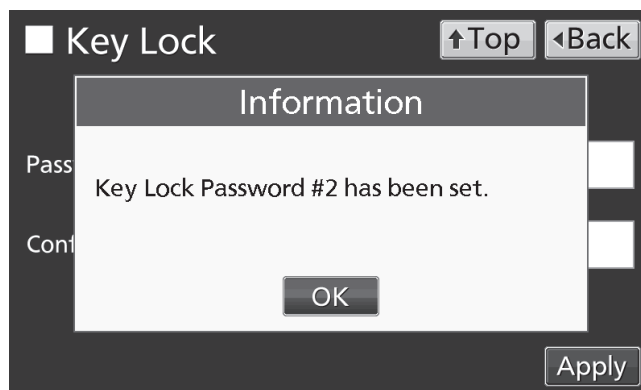 Key Lock
Top
Back
Information
Pass
Key Lock Password #2 has been set.
Conf
OK
Apply